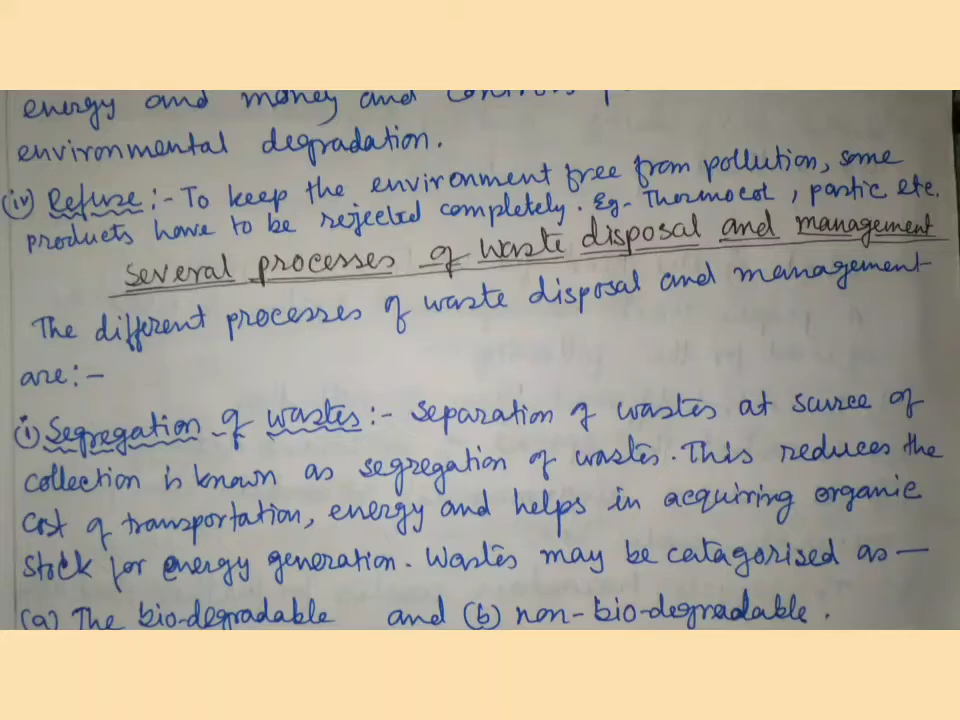 energy and money and controls
environmental degradation.
(iv) Refuse :- To keep the environment free from pollution, some
products have to be rejected completely. Eg- Thermocol, pastic etc.
Several processes of waste disposal and management
The different processes of waste disposal and management
are:-
(i) Segregation of wastes :- Separation of wastes at source of
collection is known as segregation of wastes. This reduces the
cost of transportation, energy and helps in acquiring organic
stock for energy generation. Wastes may be catagorised as —
(a) The bio-degradable and (b) non-bio-degradable.